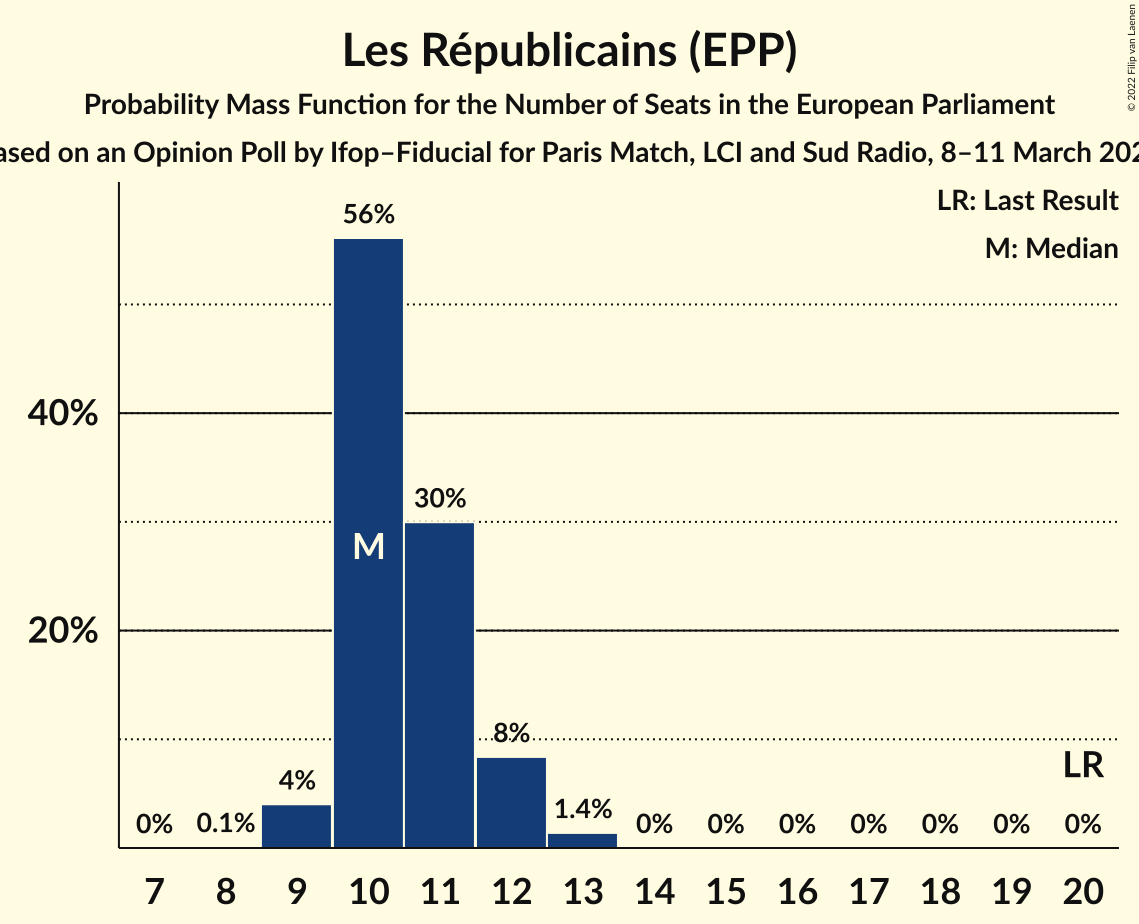 Les Républicains (EPP)
Probability Mass Function for the Number of Seats in the European Parliament
on an Opinion Poll by Ifop–Fiducial for Paris Match, LCI and Sud Radio, 8–11 March
© 2022 Filip van Laenen
LR: Last Result
M: Median
56%
40%
30%
M
20%
8%
LR
4%
1.4%
0% 0.1% 0% 0% 0% 0% 0% 0% 0%
7 8 9 10 11 12 13 14 15 16 17 18 19 20